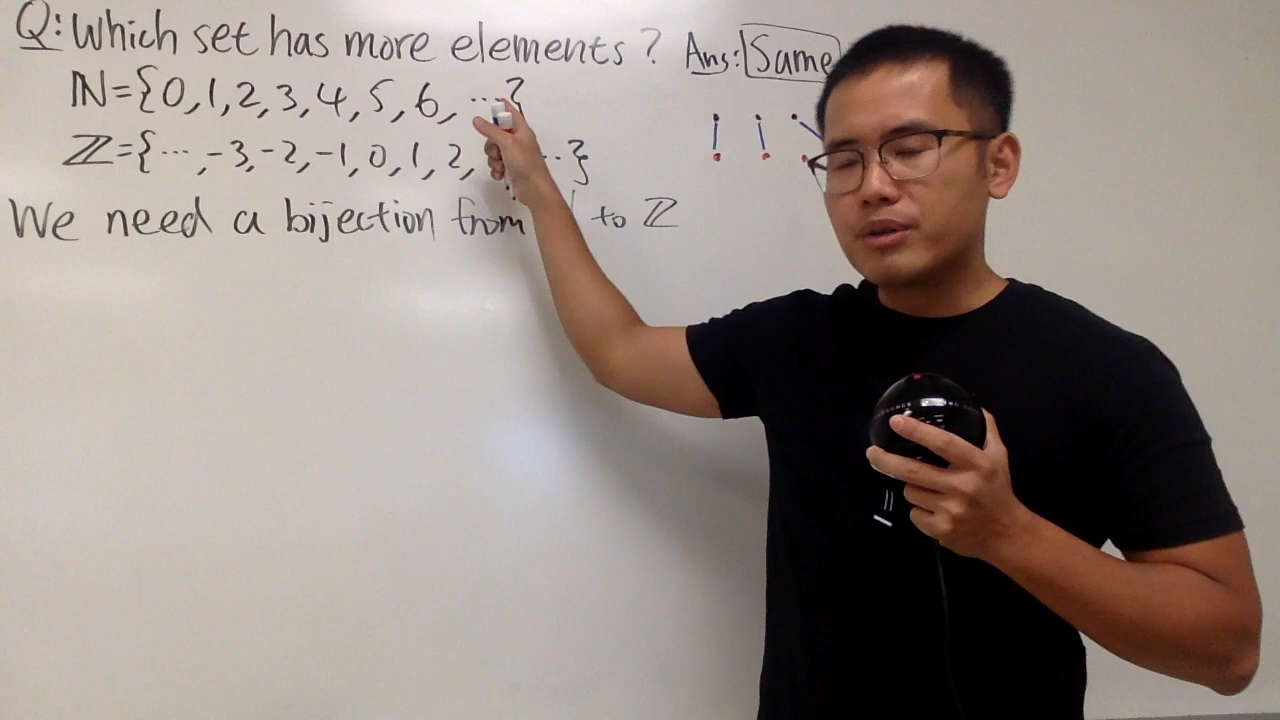 Q: Which set has more elements? Ans: Same
ℕ={0,1,2,3,4,5,6,...}
ℤ={...,-3,-2,-1,0,1,2, ..}
We need a bijection from to ℤ